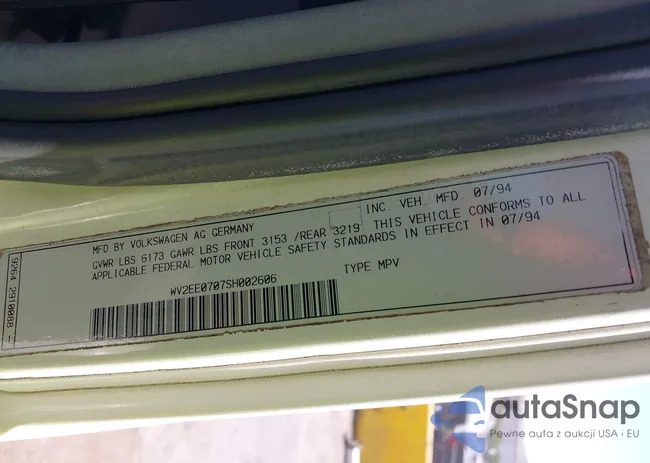 INC. VEH. MFD. 07/94
MFD BY VOLKSWAGEN AG GERMANY
GVWR LBS 6173 GAWR LBS FRONT 3153 /REAR 3219 THIS VEHICLE CONFORMS TO ALL
APPLICABLE FEDERAL MOTOR VEHICLE SAFETY STANDARDS IN EFFECT IN 07/94
WV2EE0707SH002606 TYPE MPV
9264 2910088 –
autaSnap
Pewne auta z aukcji USA i EU